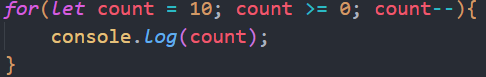 for(let count = 10; count >= 0; count--){
    console.log(count);
}